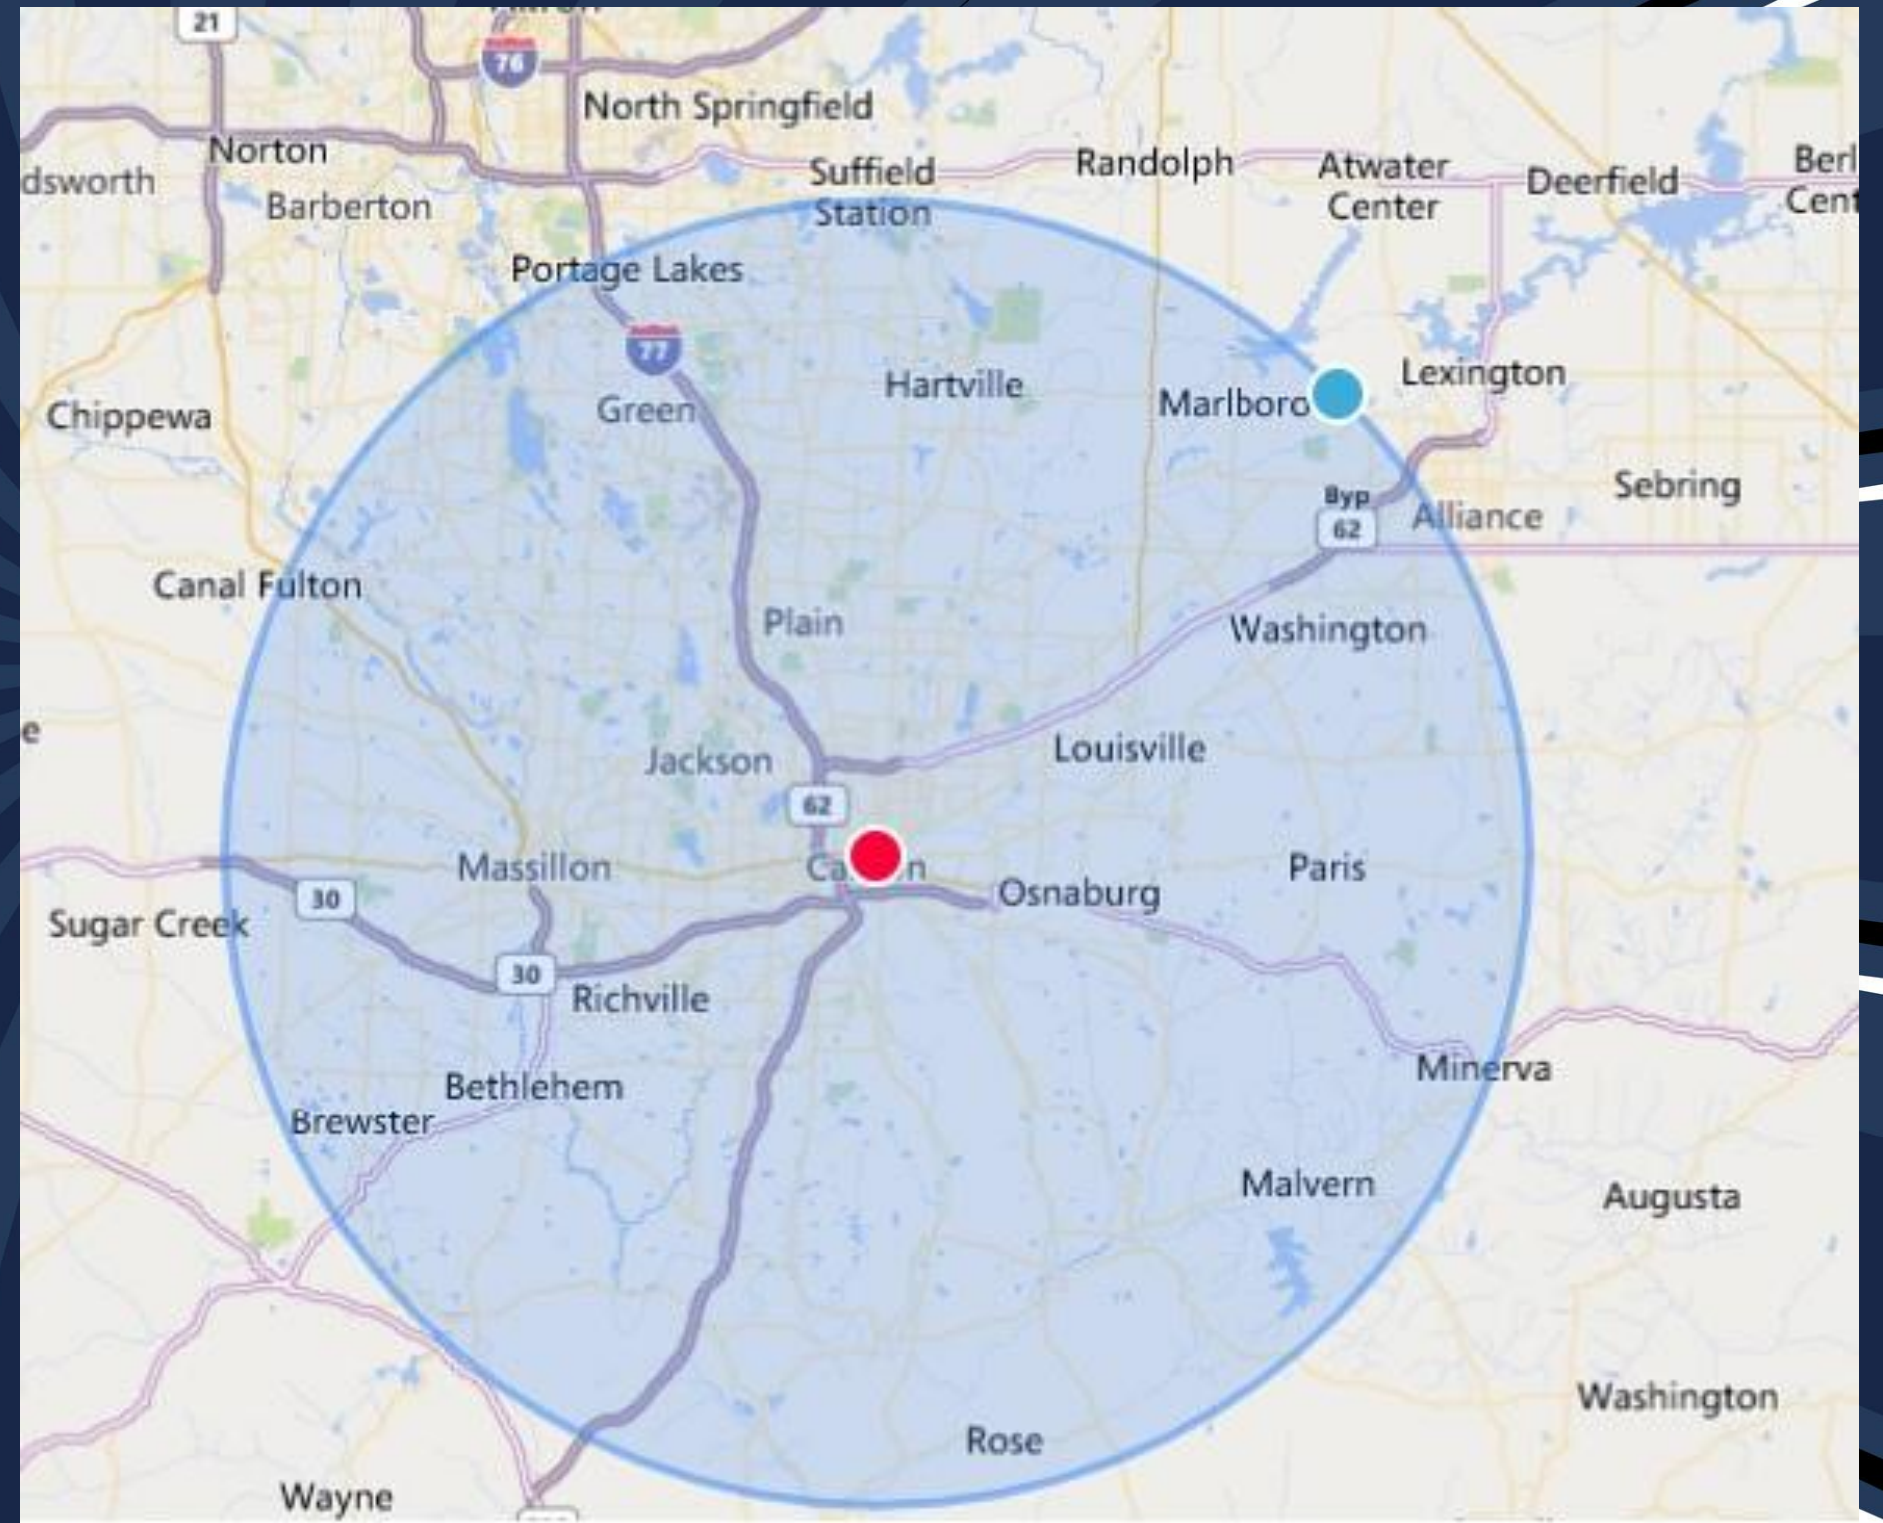 21
76
North Springfield
Norton
Suffield
Station
Randolph
Atwater
Center
Deerfield
Berl
Cent
dsworth
Barberton
Portage Lakes
77
Green
Hartville
Marlboro
Lexington
Chippewa
Byp
62
Alliance
Sebring
Canal Fulton
Plain
Washington
e
Jackson
Louisville
62
Massillon
Ca
n
Osnaburg
Paris
30
Sugar Creek
30
Richville
Minerva
Bethlehem
Brewster
Malvern
Augusta
Washington
Rose
Wayne